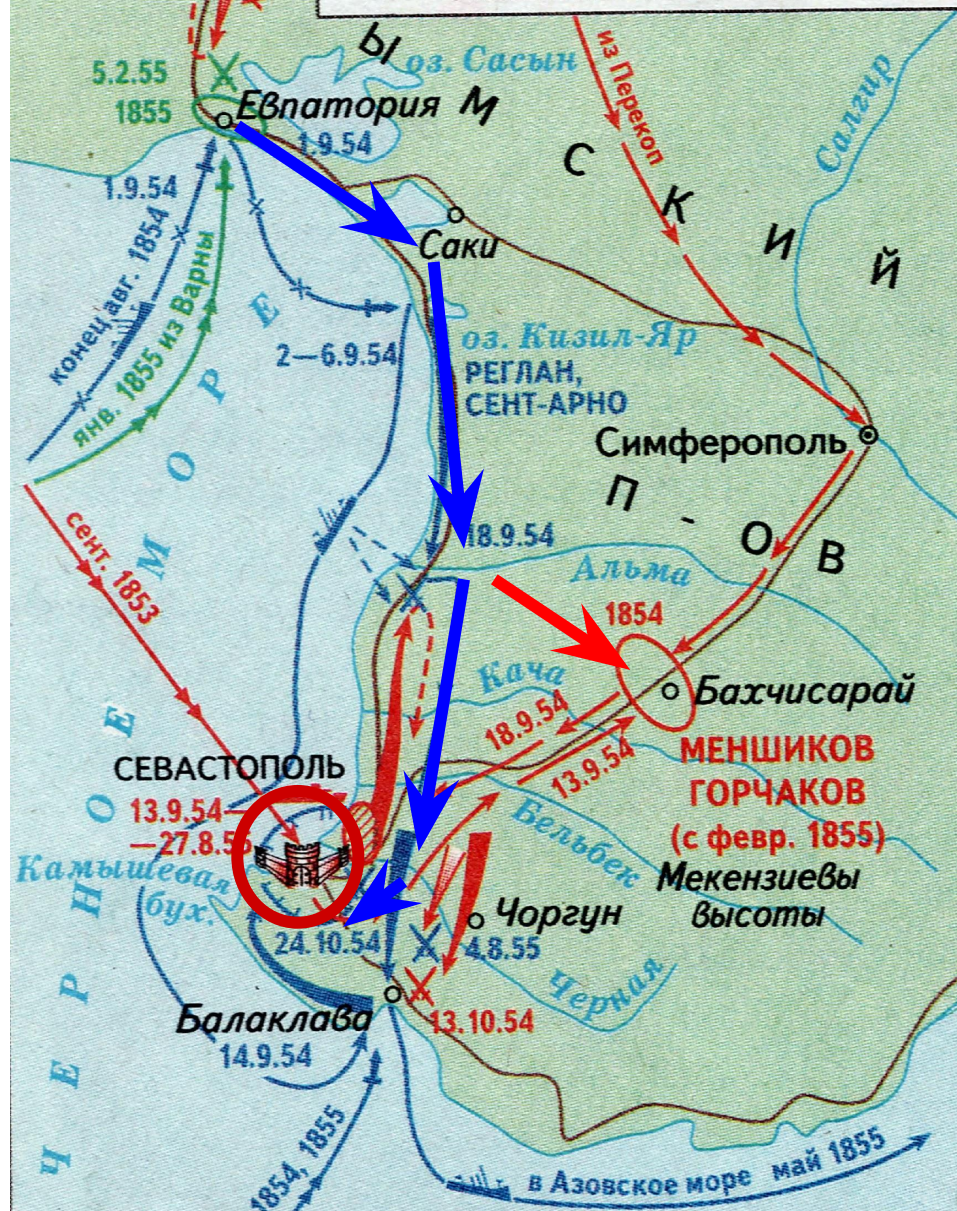 Ы М С К И Й
П-ОВ
оз. Сасын
5.2.55
1855
Евпатория
1.9.54
1.9.54
из Перекоп
Салгир
конец авг. 1854
янв. 1855 из Варны
Саки
2—6.9.54
оз. Кизил-Яр
РЕГЛАН,
СЕНТ-АРНО
Симферополь
18.9.54
Альма
сент. 1853
1854
Кача
Бахчисарай
18.9.54
13.9.54
МЕНШИКОВ
ГОРЧАКОВ
(с февр. 1855)
СЕВАСТОПОЛЬ
13.9.54—
—27.8.55
Бельбек
Мекензиевы
высоты
Камышевая
бух.
Чоргун
24.10.54
4.8.55
Черная
Балаклава
13.10.54
14.9.54
1854, 1855
в Азовское море май 1855
ЧЕРНОЕ МОРЕ